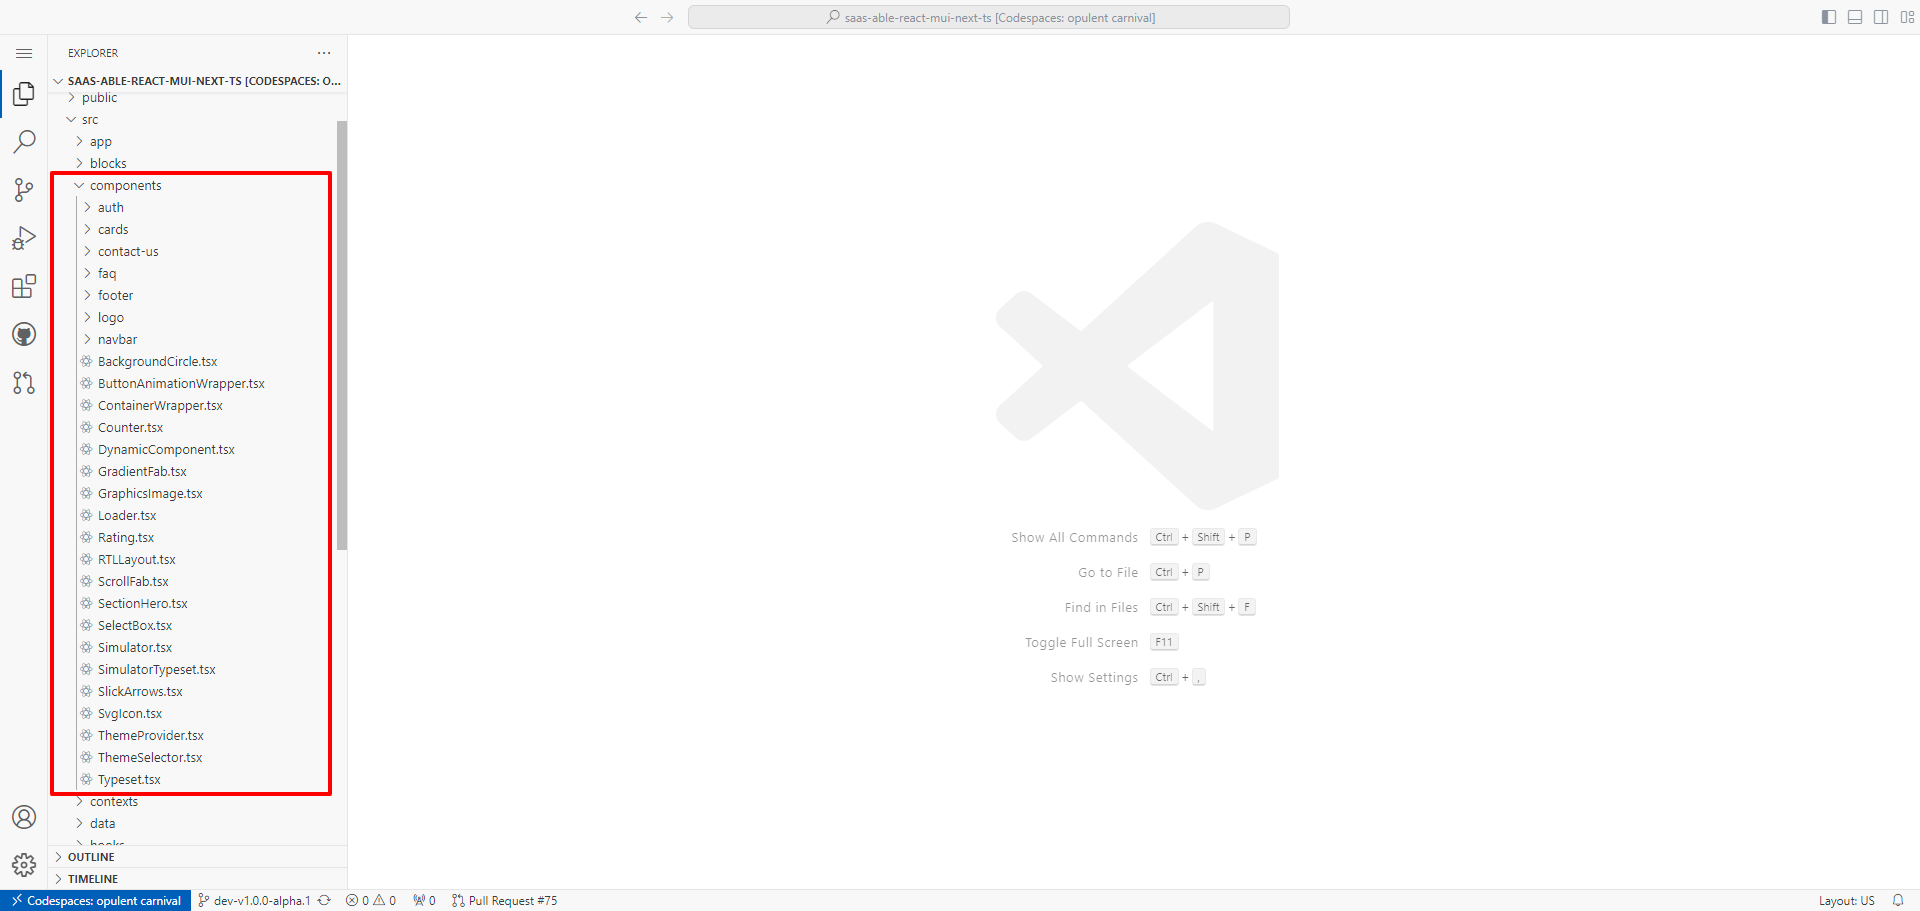 saas-able-react-mui-next-ts [Codespaces: opulent carnival]
EXPLORER
SAAS-ABLE-REACT-MUI-NEXT-TS [CODESPACES: O...
public
src
app
blocks
components
auth
cards
contact-us
faq
footer
logo
navbar
BackgroundCircle.tsx
ButtonAnimationWrapper.tsx
ContainerWrapper.tsx
Counter.tsx
DynamicComponent.tsx
GradientFab.tsx
GraphicsImage.tsx
Loader.tsx
Rating.tsx
RTLLayout.tsx
ScrollFab.tsx
SectionHero.tsx
SelectBox.tsx
Simulator.tsx
SimulatorTypeset.tsx
SlickArrows.tsx
SvgIcon.tsx
ThemeProvider.tsx
ThemeSelector.tsx
Typeset.tsx
contexts
data
hooks
OUTLINE
TIMELINE
Show All Commands Ctrl + Shift + P
Go to File Ctrl + P
Find in Files Ctrl + Shift + F
Toggle Full Screen F11
Show Settings Ctrl + ,
Codespaces: opulent carnival dev-v1.0.0-alpha.1 0 0 0 Pull Request #75 Layout: US